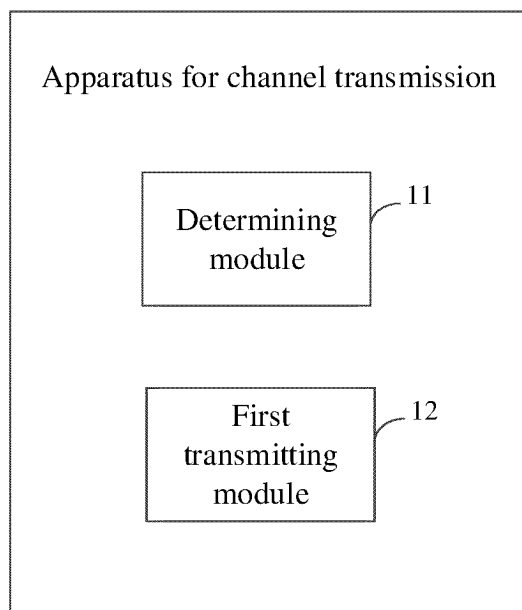 Apparatus for channel transmission
11
Determining
module
12
First
transmitting
module